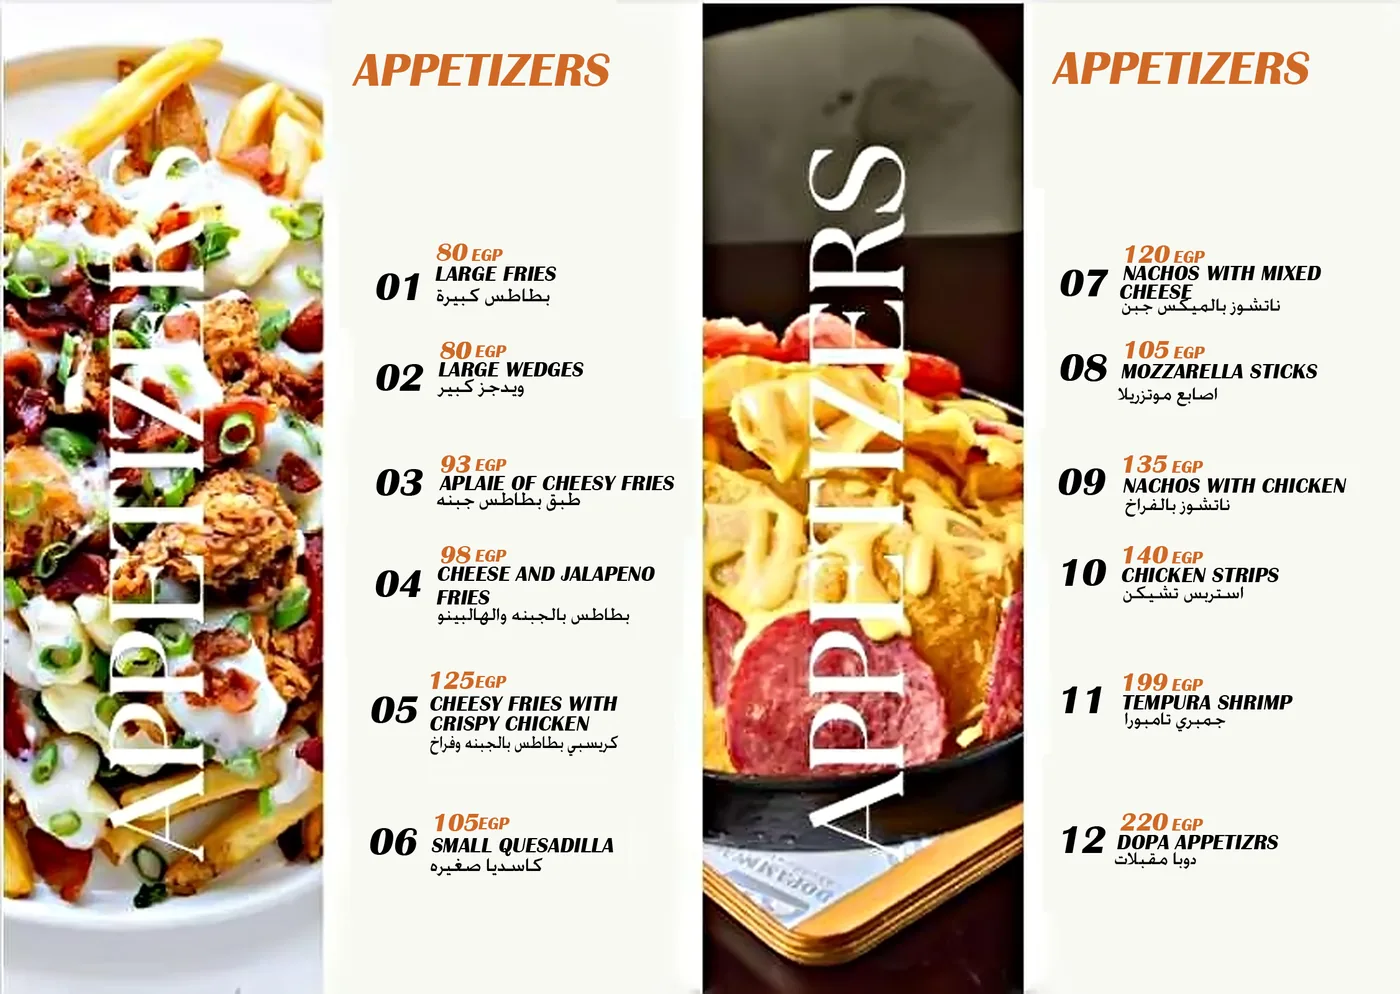 APPETIZERS
APPETIZERS
80 EGP
01 LARGE FRIES
بطاطس كبيرة
80 EGP
02 LARGE WEDGES
ويدجز كبير
93 EGP
03 APLAIE OF CHEESY FRIES
طبق بطاطس جبنه
98 EGP
04 CHEESE AND JALAPENO
FRIES
بطاطس بالجبنه والهالبينو
125EGP
05 CHEESY FRIES WITH
CRISPY CHICKEN
كريسبي بطاطس بالجبنه وفراخ
105EGP
06 SMALL QUESADILLA
كاسديا صغيره
APPETIZERS
APPETIZERS
120 EGP
07 NACHOS WITH MIXED
CHEESE
ناتشوز بالميكس جبن
105 EGP
08 MOZZARELLA STICKS
اصابع موتزريلا
135 EGP
09 NACHOS WITH CHICKEN
ناتشوز بالفراخ
140 EGP
10 CHICKEN STRIPS
استربس تشيكن
199 EGP
11 TEMPURA SHRIMP
جمبري تامبورا
220 EGP
12 DOPA APPETIZRS
دوبا مقبلات